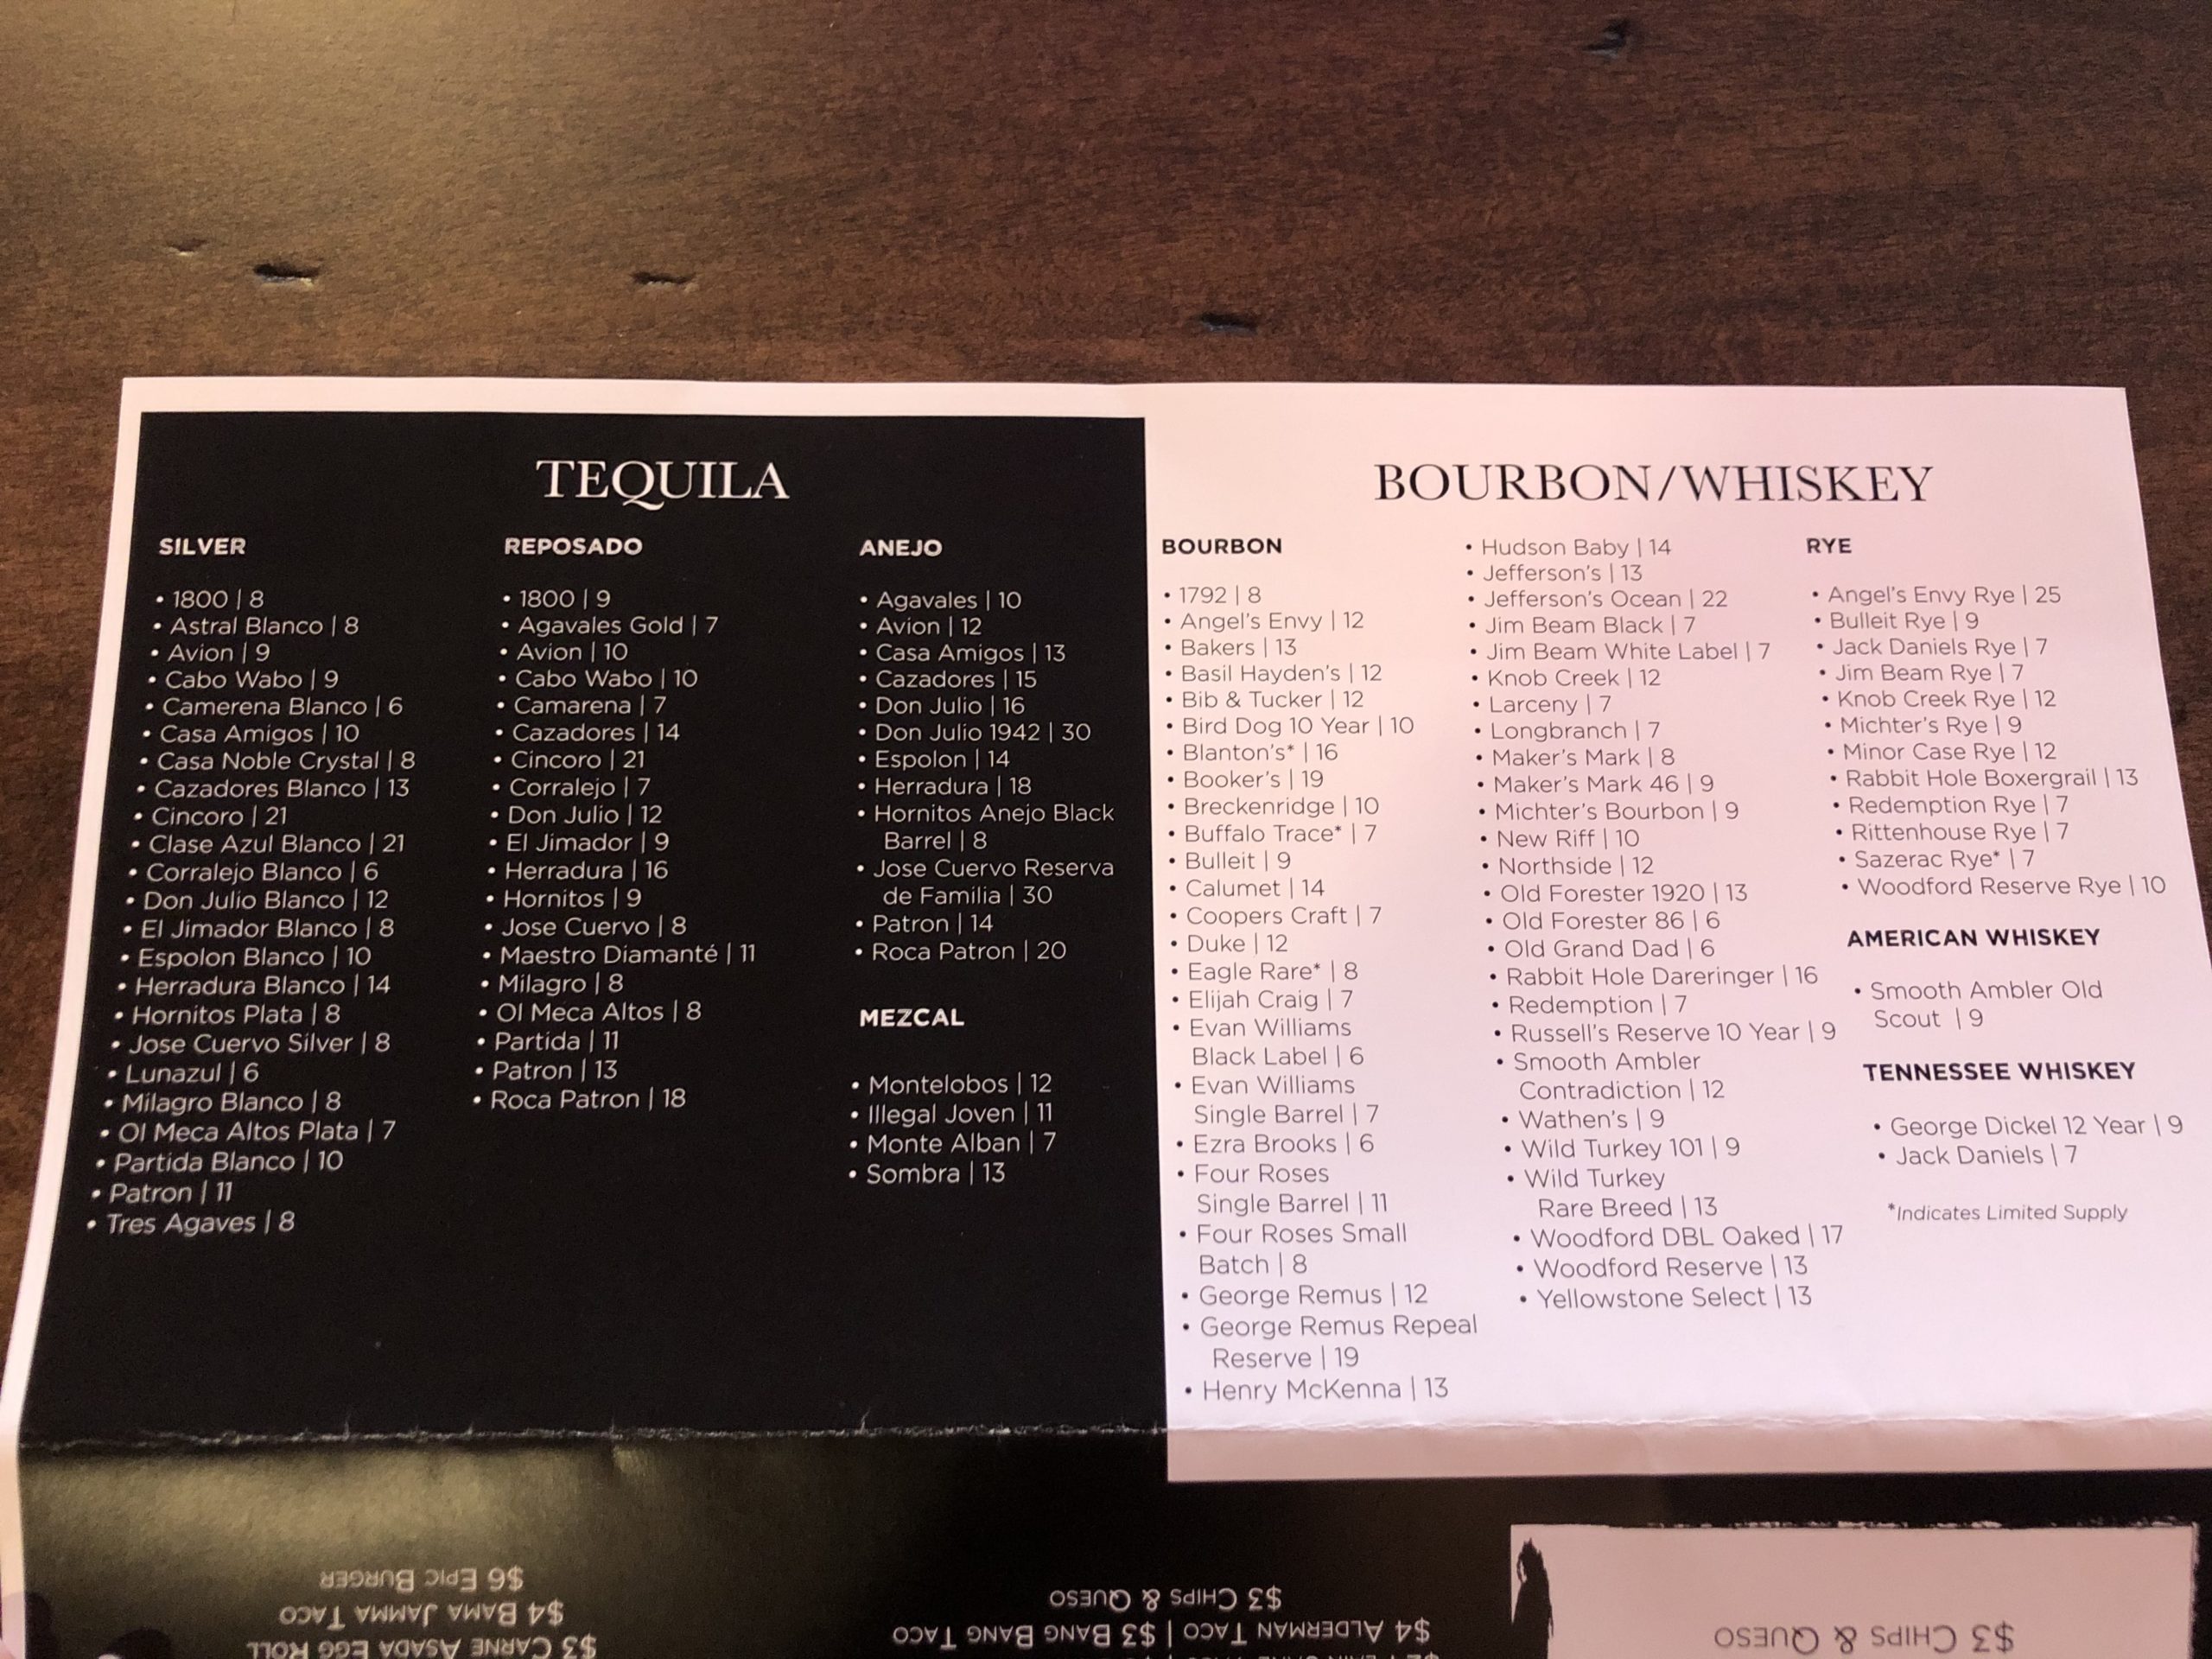 TEQUILA
SILVER
• 1800 | 8
• Astral Blanco | 8
• Avion | 9
• Cabo Wabo | 9
• Camerena Blanco | 6
• Casa Amigos | 10
• Casa Noble Crystal | 8
• Cazadores Blanco | 13
• Cincoro | 21
• Clase Azul Blanco | 21
• Corralejo Blanco | 6
• Don Julio Blanco | 12
• El Jimador Blanco | 8
• Espolon Blanco | 10
• Herradura Blanco | 14
• Hornitos Plata | 8
• Jose Cuervo Silver | 8
• Lunazul | 6
• Milagro Blanco | 8
• Ol Meca Altos Plata | 7
• Partida Blanco | 10
• Patron | 11
• Tres Agaves | 8
REPOSADO
• 1800 | 9
• Agavales Gold | 7
• Avion | 10
• Cabo Wabo | 10
• Camarena | 7
• Cazadores | 14
• Cincoro | 21
• Corralejo | 7
• Don Julio | 12
• El Jimador | 9
• Herradura | 16
• Hornitos | 9
• Jose Cuervo | 8
• Maestro Diamanté | 11
• Milagro | 8
• Ol Meca Altos | 8
• Partida | 11
• Patron | 13
• Roca Patron | 18
ANEJO
• Agavales | 10
• Avion | 12
• Casa Amigos | 13
• Cazadores | 15
• Don Julio | 16
• Don Julio 1942 | 30
• Espolon | 14
• Herradura | 18
• Hornitos Anejo Black
Barrel | 8
• Jose Cuervo Reserva
de Familia | 30
• Patron | 14
• Roca Patron | 20
MEZCAL
• Montelobos | 12
• Illegal Joven | 11
• Monte Alban | 7
• Sombra | 13
BOURBON/WHISKEY
BOURBON
• 1792 | 8
• Angel's Envy | 12
• Bakers | 13
• Basil Hayden's | 12
• Bib & Tucker | 12
• Bird Dog 10 Year | 10
• Blanton's* | 16
• Booker's | 19
• Breckenridge | 10
• Buffalo Trace* | 7
• Bulleit | 9
• Calumet | 14
• Coopers Craft | 7
• Duke | 12
• Eagle Rare* | 8
• Elijah Craig | 7
• Evan Williams
Black Label | 6
• Evan Williams
Single Barrel | 7
• Ezra Brooks | 6
• Four Roses
Single Barrel | 11
• Four Roses Small
Batch | 8
• George Remus | 12
• George Remus Repeal
Reserve | 19
• Henry McKenna | 13
• Hudson Baby | 14
• Jefferson's | 13
• Jefferson's Ocean | 22
• Jim Beam Black | 7
• Jim Beam White Label | 7
• Knob Creek | 12
• Larceny | 7
• Longbranch | 7
• Maker's Mark | 8
• Maker's Mark 46 | 9
• Michter's Bourbon | 9
• New Riff | 10
• Northside | 12
• Old Forester 1920 | 13
• Old Forester 86 | 6
• Old Grand Dad | 6
• Rabbit Hole Dareringer | 16
• Redemption | 7
• Russell's Reserve 10 Year | 9
• Smooth Ambler
Contradiction | 12
• Wathen's | 9
• Wild Turkey 101 | 9
• Wild Turkey
Rare Breed | 13
• Woodford DBL Oaked | 17
• Woodford Reserve | 13
• Yellowstone Select | 13
RYE
• Angel's Envy Rye | 25
• Bulleit Rye | 9
• Jack Daniels Rye | 7
• Jim Beam Rye | 7
• Knob Creek Rye | 12
• Michter's Rye | 9
• Minor Case Rye | 12
• Rabbit Hole Boxergrail | 13
• Redemption Rye | 7
• Rittenhouse Rye | 7
• Sazerac Rye* | 7
• Woodford Reserve Rye | 10
AMERICAN WHISKEY
• Smooth Ambler Old
Scout | 9
TENNESSEE WHISKEY
• George Dickel 12 Year | 9
• Jack Daniels | 7
*Indicates Limited Supply
$3 CHIPS & QUESO
$4 ALDERMAN TACO | $3 BANG BANG TACO
$3 CHIPS & QUESO
$3 CARNE ASADA EGG ROLL
$4 BAMA JAMMA TACO
$6 EPIC BURGER